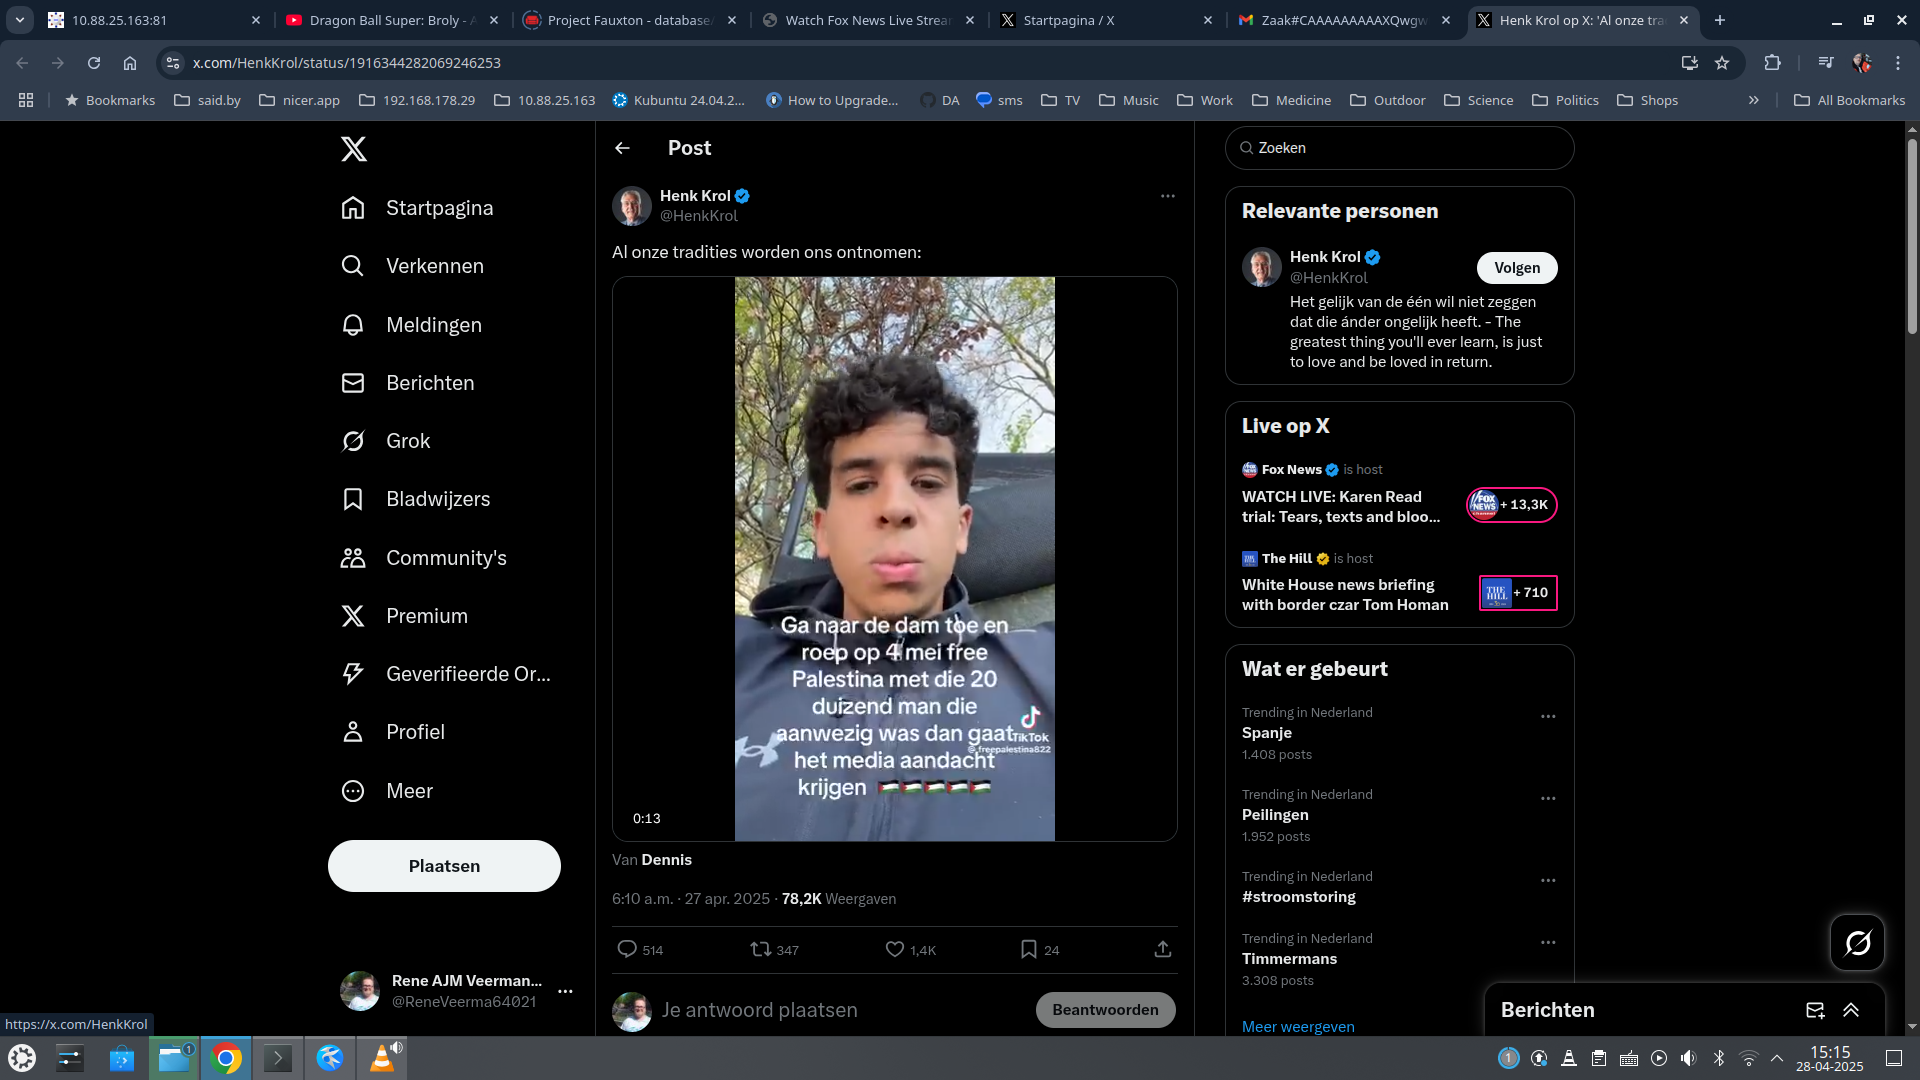 10.88.25.163:81
Dragon Ball Super: Broly - A
Project Fauxton - database/
Watch Fox News Live Strea
Startpagina / X
Zaak#CAAAAAAAAAXQwgw
Henk Krol op X: 'Al onze tra
x.com/HenkKrol/status/1916344282069246253
Bookmarks
said.by
nicer.app
192.168.178.29
10.88.25.163
Kubuntu 24.04.2...
How to Upgrade...
DA
sms
TV
Music
Work
Medicine
Outdoor
Science
Politics
Shops
All Bookmarks
Startpagina
Verkennen
Meldingen
Berichten
Grok
Bladwijzers
Community's
Premium
Geverifieerde Or...
Profiel
Meer
Plaatsen
Rene AJM Veerman...
@ReneVeerma64021
https://x.com/HenkKrol
Post
Henk Krol
@HenkKrol
Al onze tradities worden ons ontnomen:
Ga naar de dam toe en
roep op 4 mei free
Palestina met die 20
duizend man die
aanwezig was dan gaat
het media aandacht
krijgen
TikTok
@_freepalestina822
0:13
Van Dennis
6:10 a.m. · 27 apr. 2025 · 78,2K Weergaven
514
347
1,4K
24
Je antwoord plaatsen
Beantwoorden
Zoeken
Relevante personen
Henk Krol
@HenkKrol
Volgen
Het gelijk van de één wil niet zeggen
dat die ánder ongelijk heeft. - The
greatest thing you'll ever learn, is just
to love and be loved in return.
Live op X
Fox News is host
WATCH LIVE: Karen Read
trial: Tears, texts and bloo...
FOX NEWS
+ 13,3K
The Hill is host
White House news briefing
with border czar Tom Homan
THE HILL
+ 710
Wat er gebeurt
Trending in Nederland
Spanje
1.408 posts
Trending in Nederland
Peilingen
1.952 posts
Trending in Nederland
#stroomstoring
Trending in Nederland
Timmermans
3.308 posts
Meer weergeven
Berichten
1
1
15:15
28-04-2025